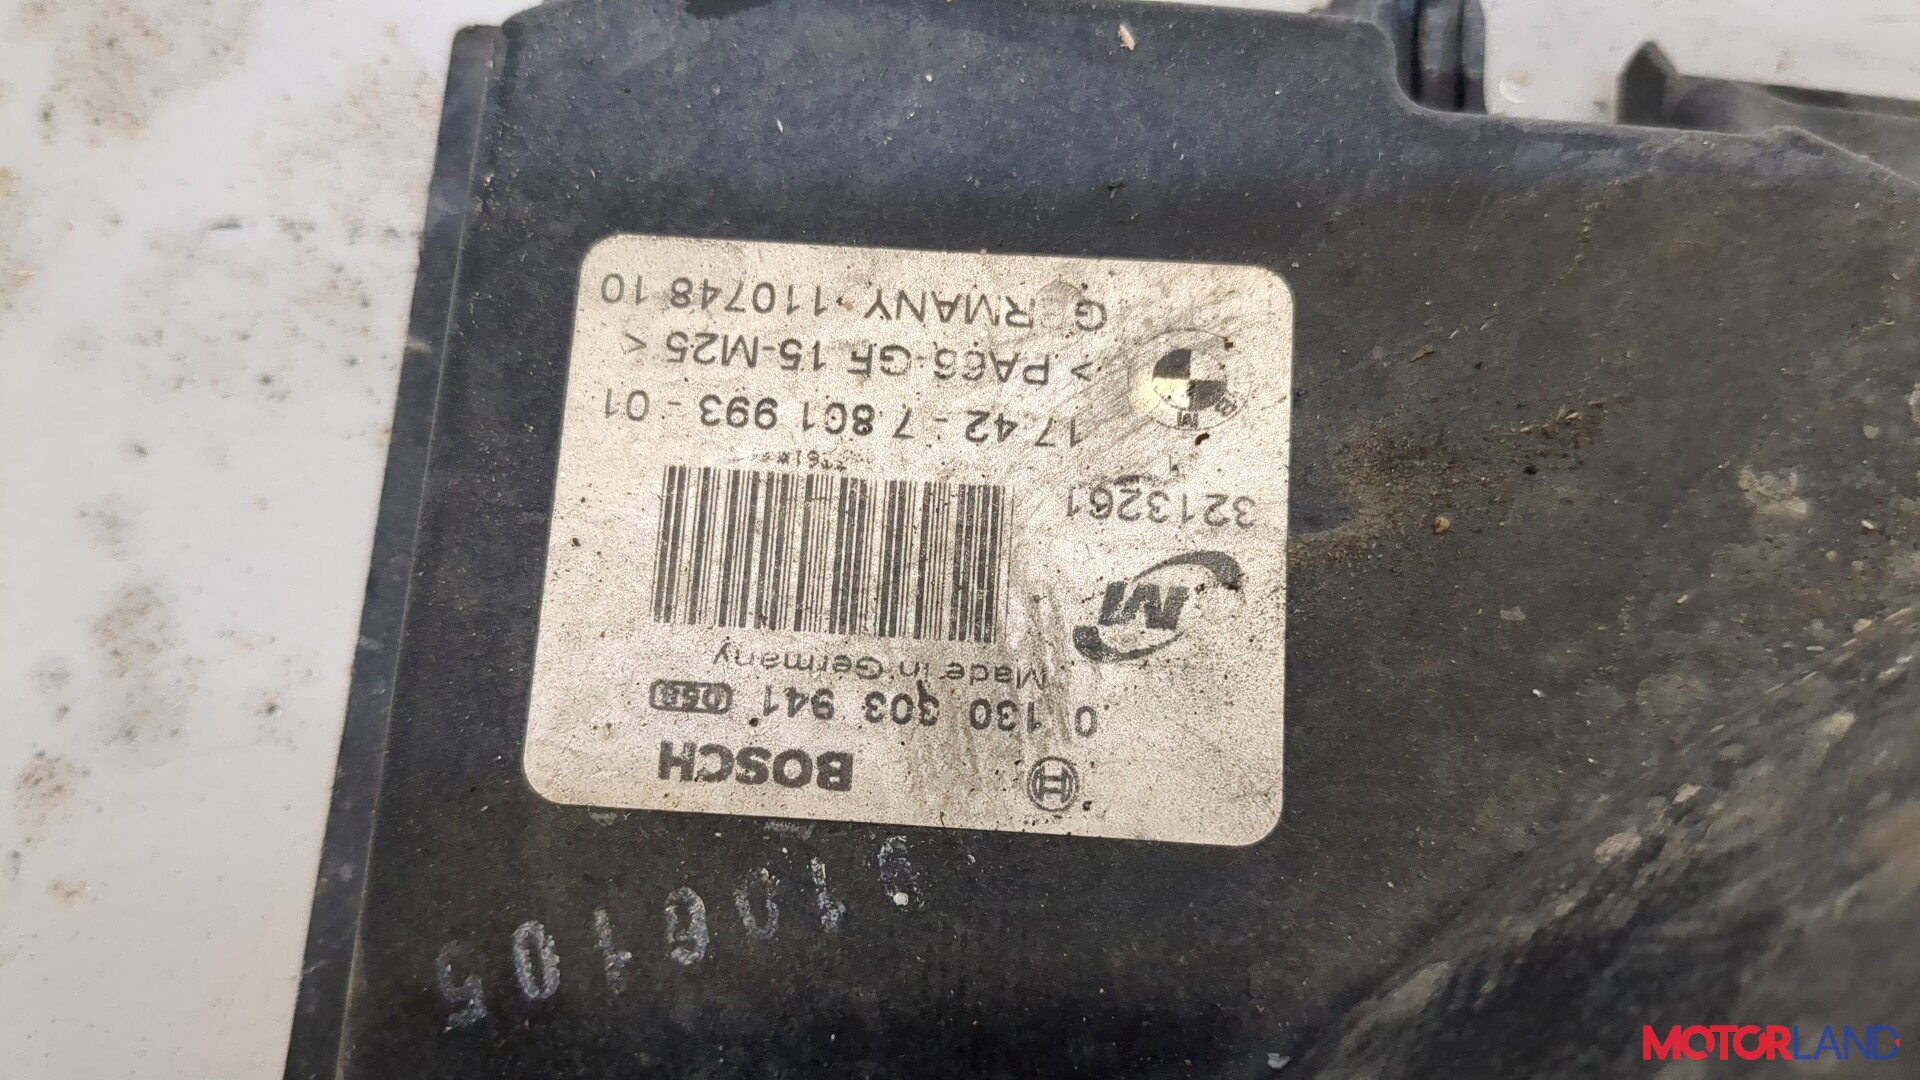 BOSCH
0 130 303 941
Made in Germany
3213261
17.42 - 7 801 993 - 01
> PA66-GF 15-M25 <
GERMANY 110748 10
MOTORLAND